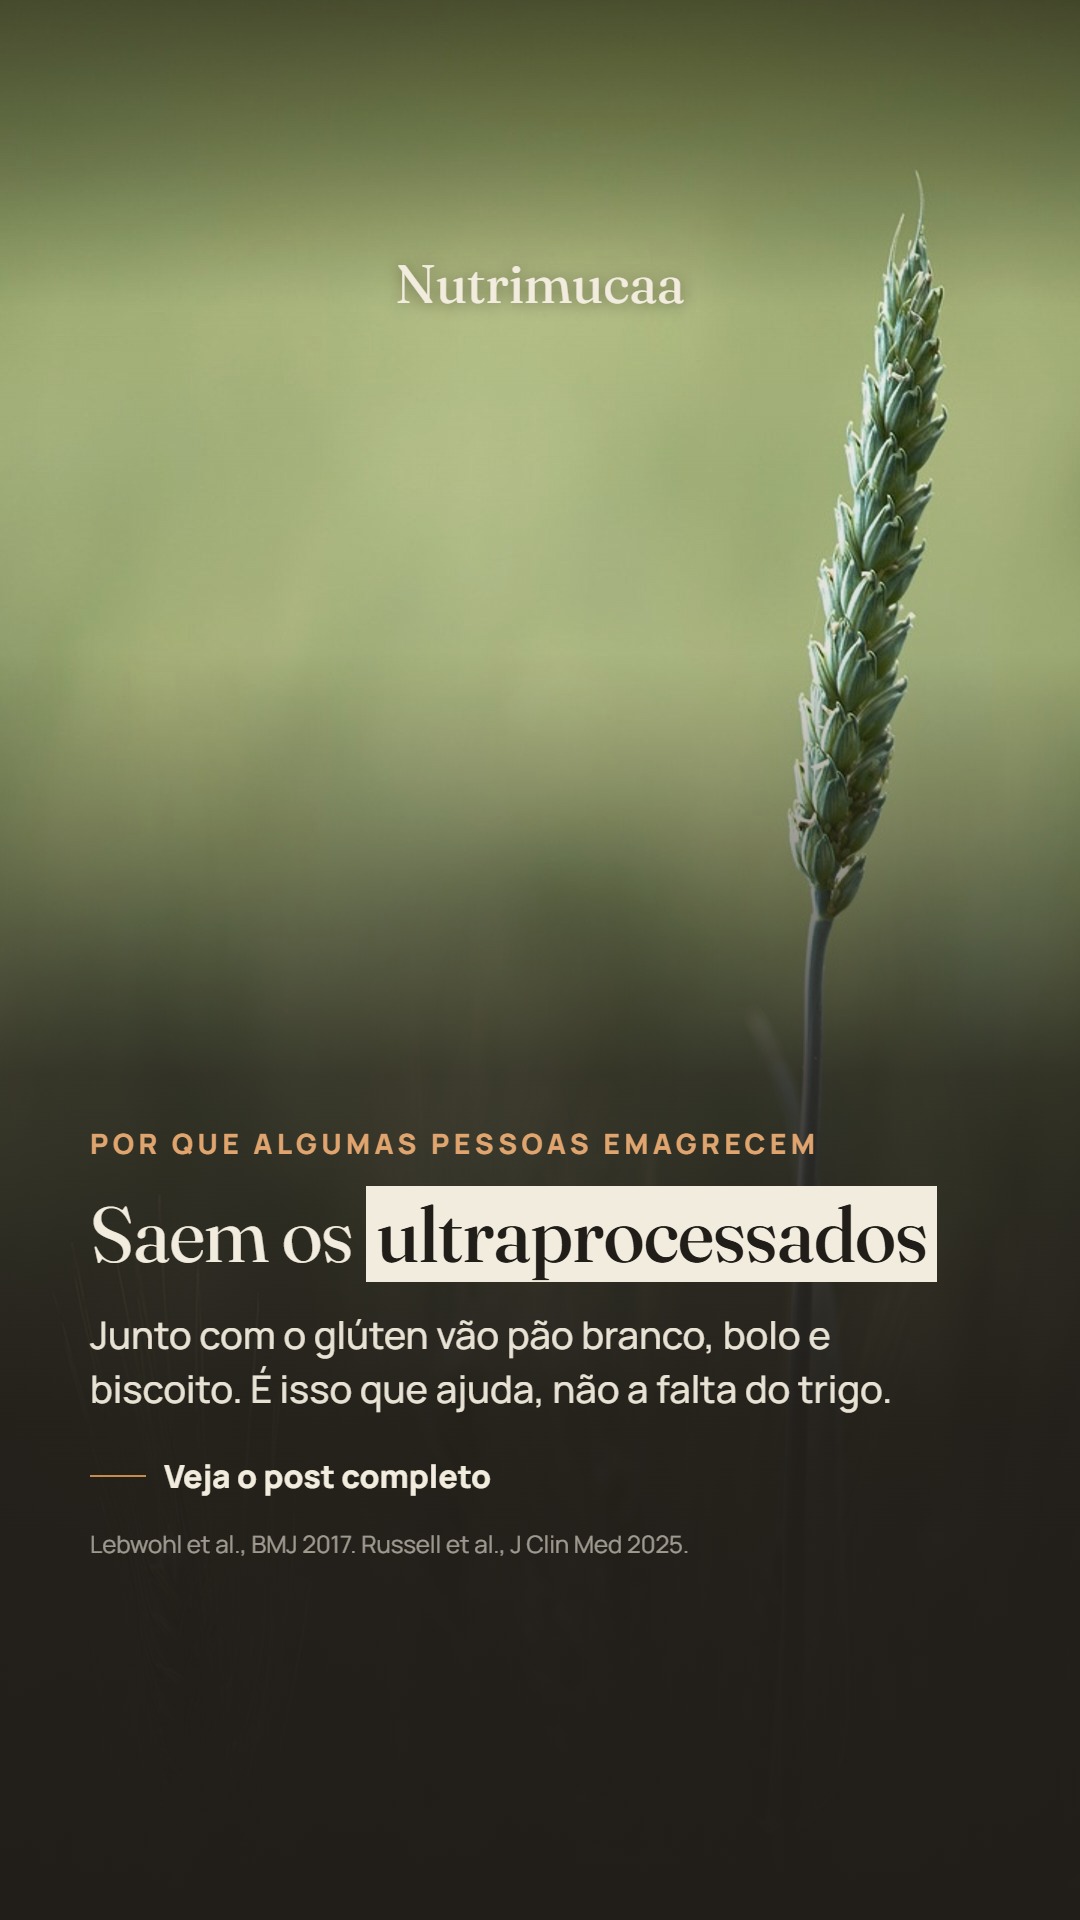 Nutrimucaa
POR QUE ALGUMAS PESSOAS EMAGRECEM
Saem os ultraprocessados
Junto com o glúten vão pão branco, bolo e
biscoito. É isso que ajuda, não a falta do trigo.
Veja o post completo
Lebwohl et al., BMJ 2017. Russell et al., J Clin Med 2025.